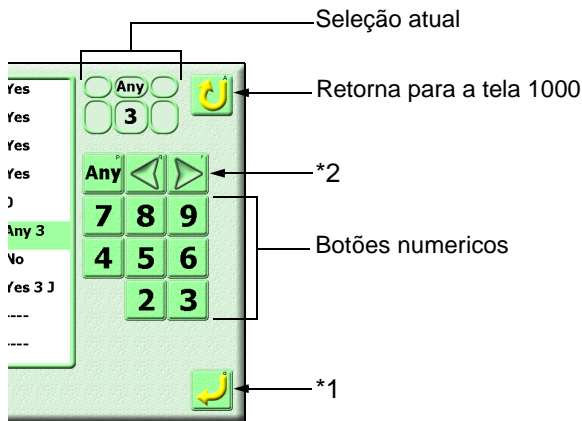 Seleção atual
Yes
Yes
Yes
Yes
Any 3
No
Yes 3 J
----
----
Any
3
A
Retorna para a tela 1000
Any
P
Q
*2
7 8 9
4 5 6
2 3
Botões numericos
*1